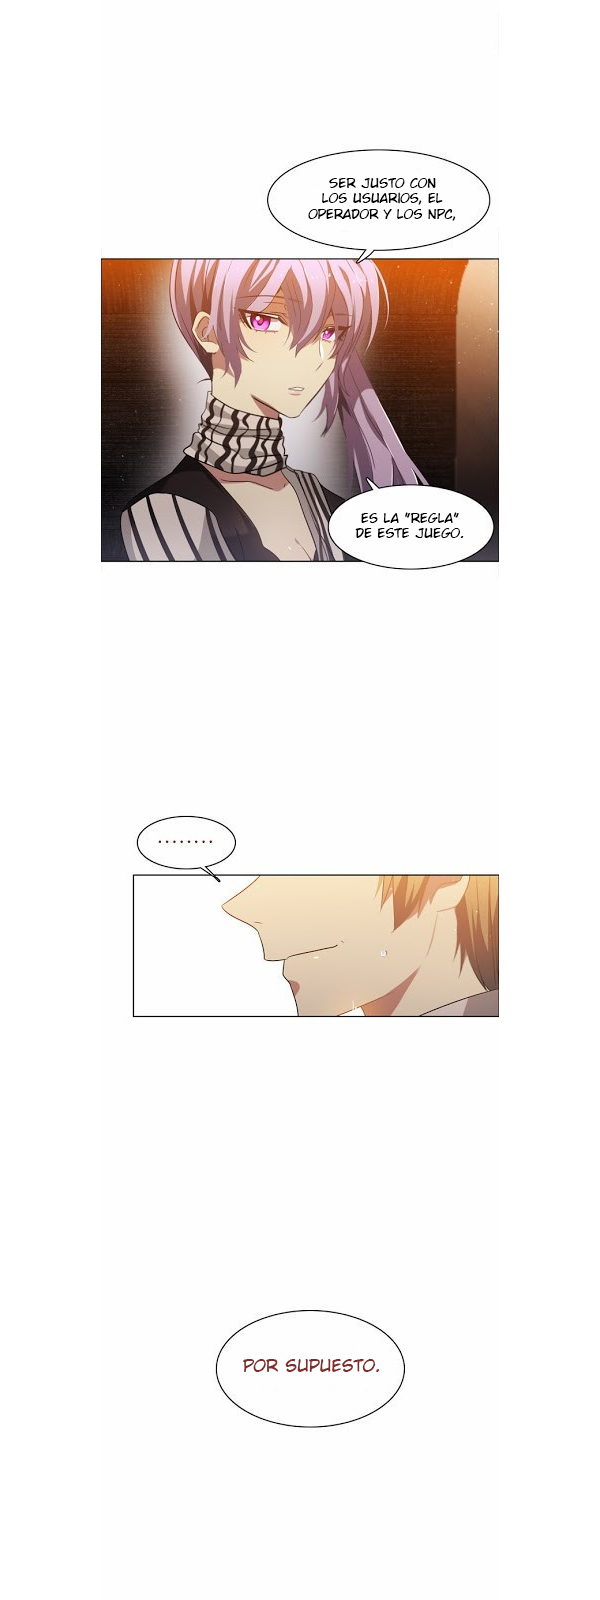 SER JUSTO CON
LOS USUARIOS, EL
OPERADOR Y LOS NPC,
ES LA "REGLA"
DE ESTE JUEGO.
........
POR SUPUESTO.